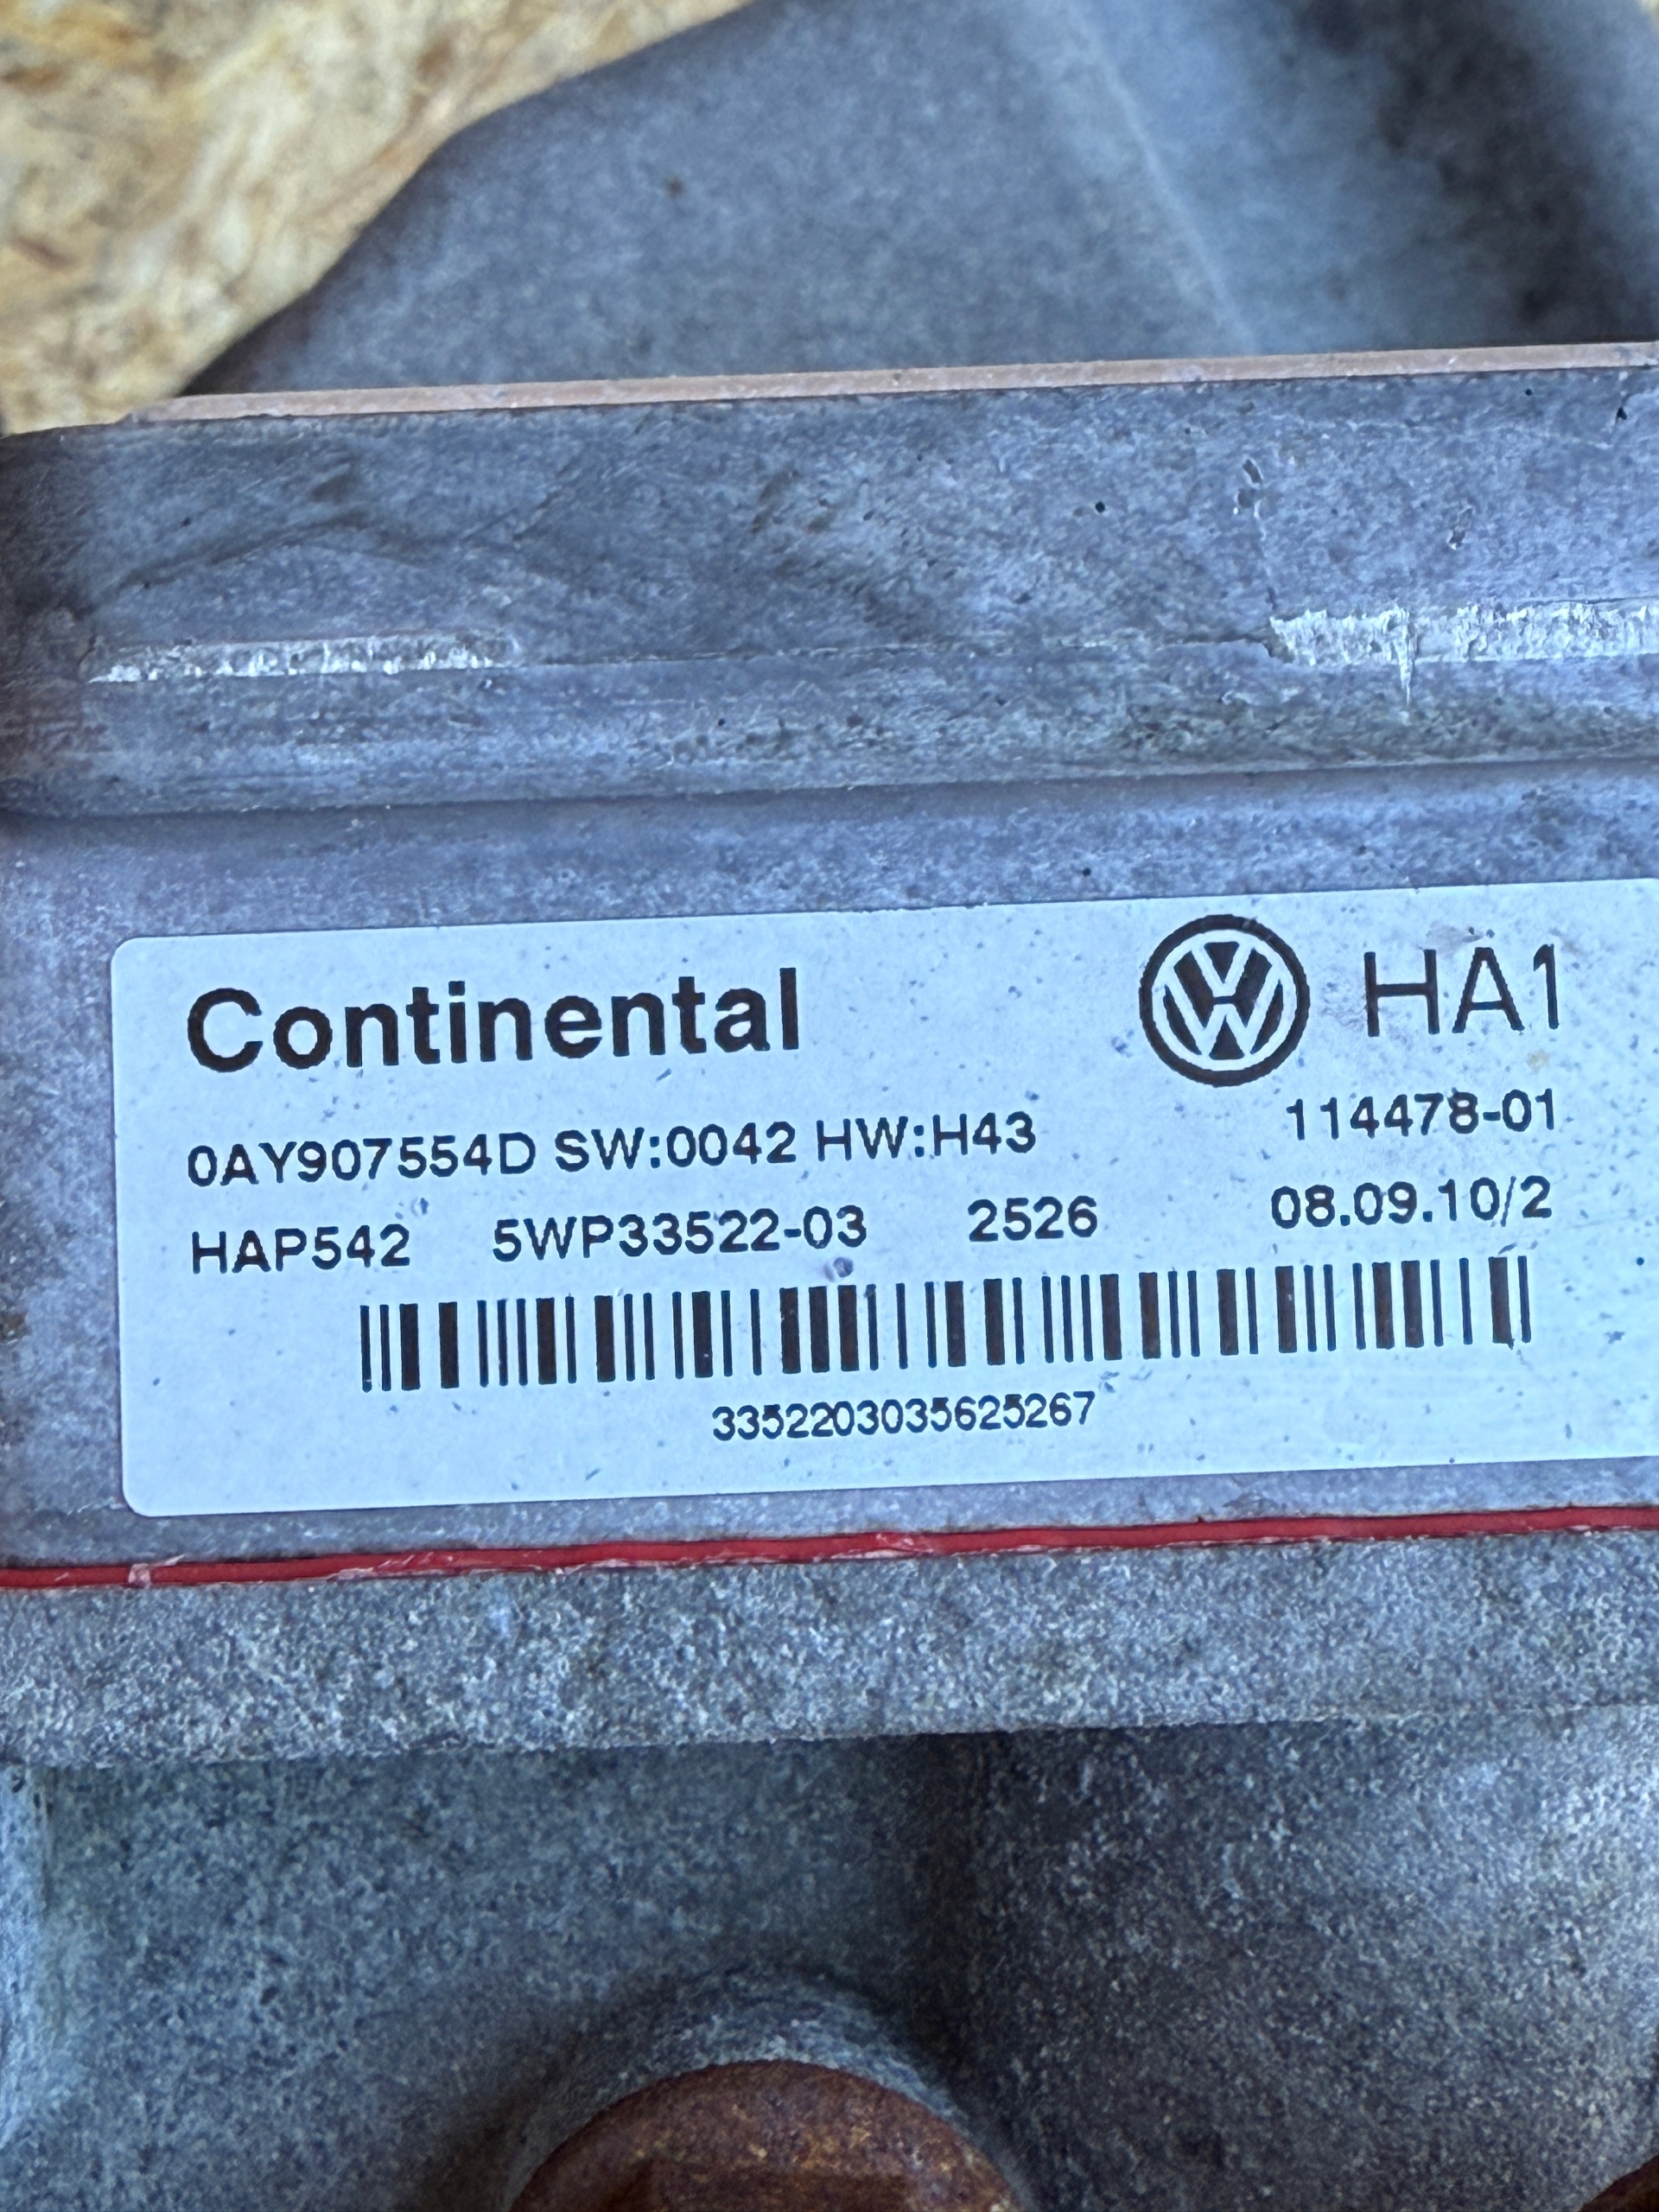 Continental HA1
0AY907554D SW:0042 HW:H43 114478-01
HAP542 5WP33522-03 2526 08.09.10/2
3352203035625267